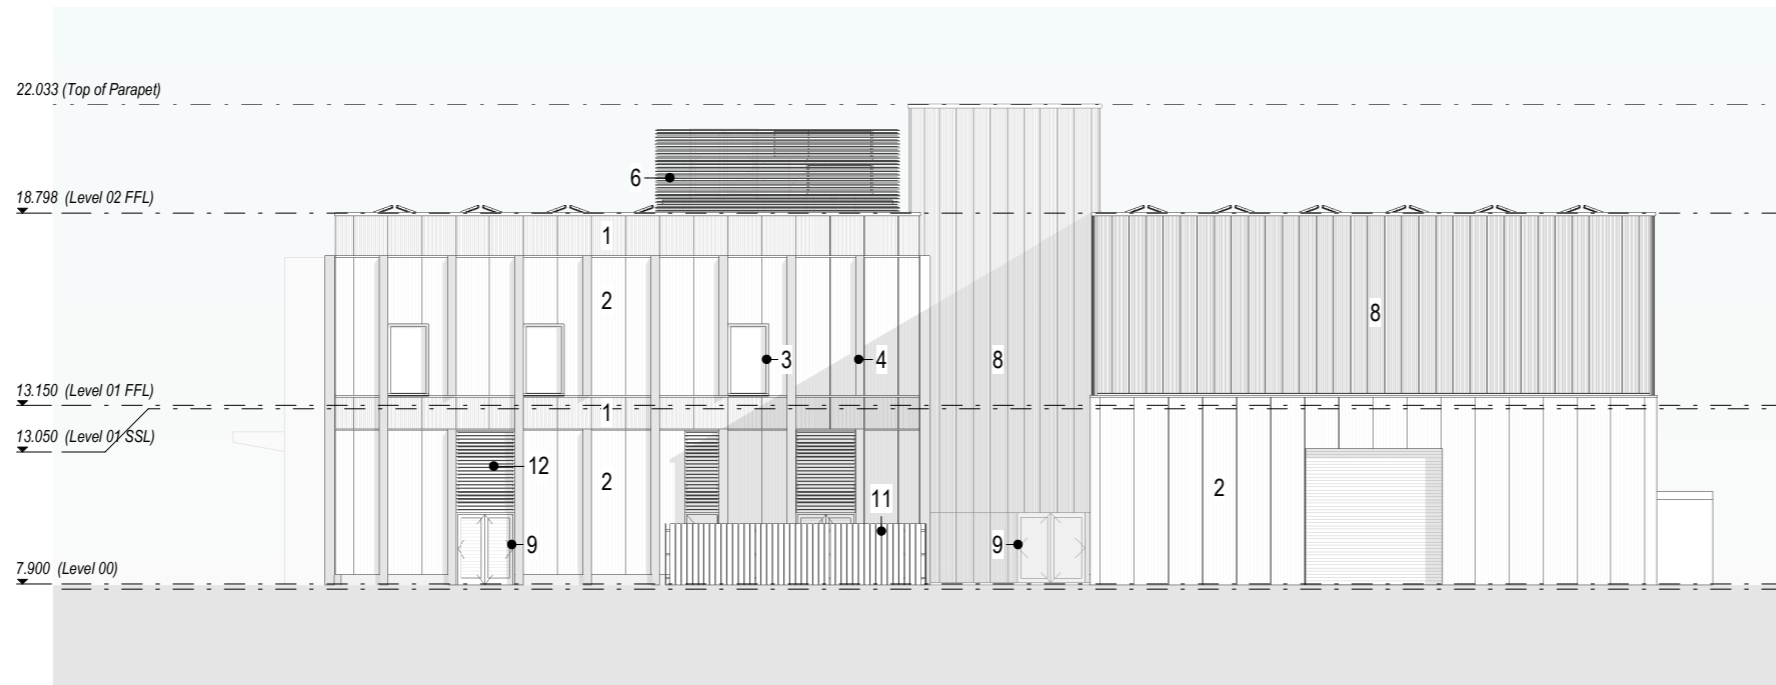 22.033 (Top of Parapet)
6
18.798 (Level 02 FFL)
1
2
8
3
4
8
13.150 (Level 01 FFL)
1
13.050 (Level 01 SSL)
12
2
2
11
9
9
7.900 (Level 00)